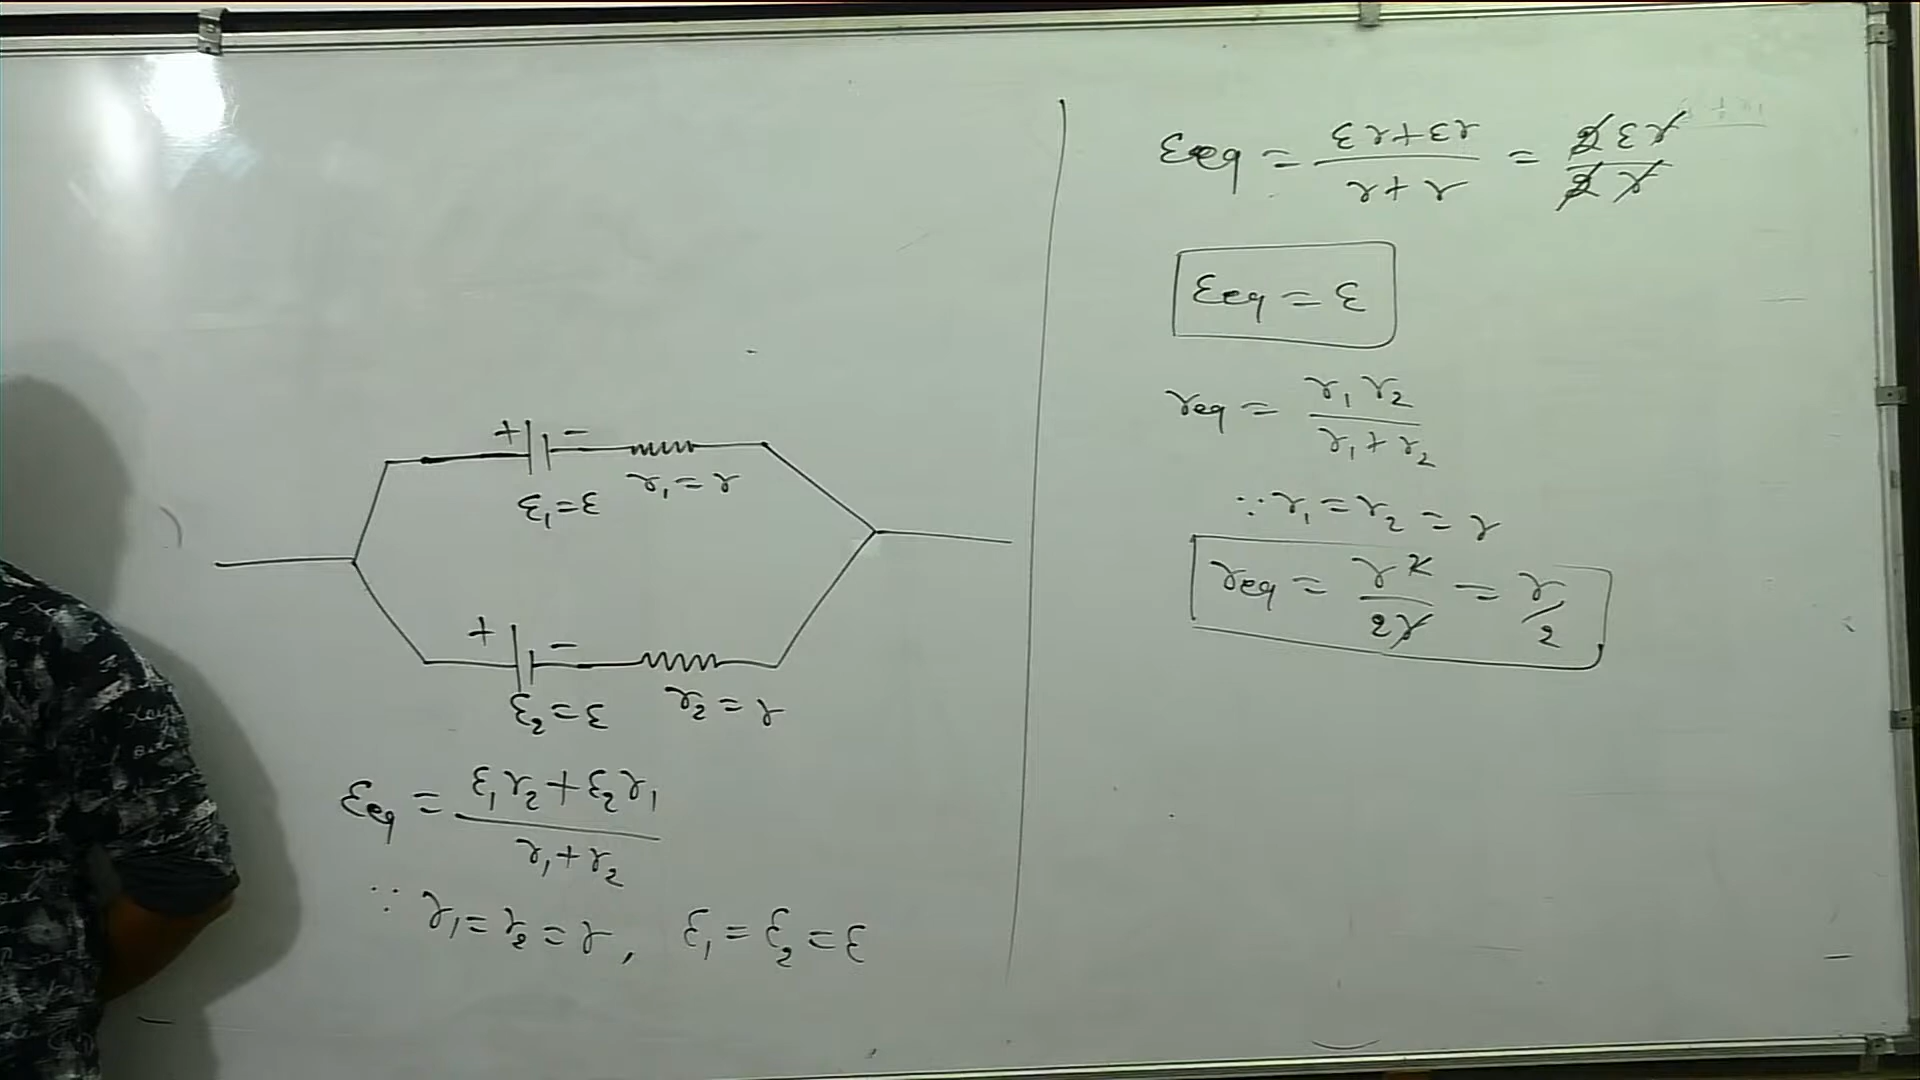 + −
r₁=r
ε₁=ε
+ −
ε₂=ε r₂=r
εeq = ε₁r₂+ε₂r₁ / r₁+r₂
∵ r₁=r₂=r, ε₁=ε₂=ε
εeq = εr+εr / r+r = 2εr / 2r
εeq = ε
req = r₁r₂ / r₁+r₂
∵ r₁=r₂=r
req = r² / 2r = r/2